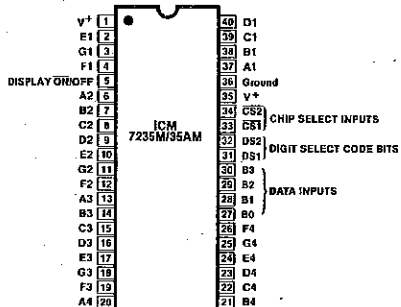 V+ 1 40 D1
E1 2 39 C1
G1 3 38 B1
F1 4 37 A1
DISPLAY ON/OFF 5 36 Ground
A6 6 35 V+
B2 7 34 CS2
C2 8 33 CS1
CHIP SELECT INPUTS
ICM
7235M/35AM
D2 9 32 DS2
E2 10 31 DS1
DIGIT SELECT CODE BITS
G2 11 30 B3
F2 12 29 B2
A3 13 28 B1
B3 14 27 B0
DATA INPUTS
C3 15 26 F4
D3 16 25 G4
E3 17 24 E4
G3 18 23 D4
F3 19 22 C4
A4 20 21 B4